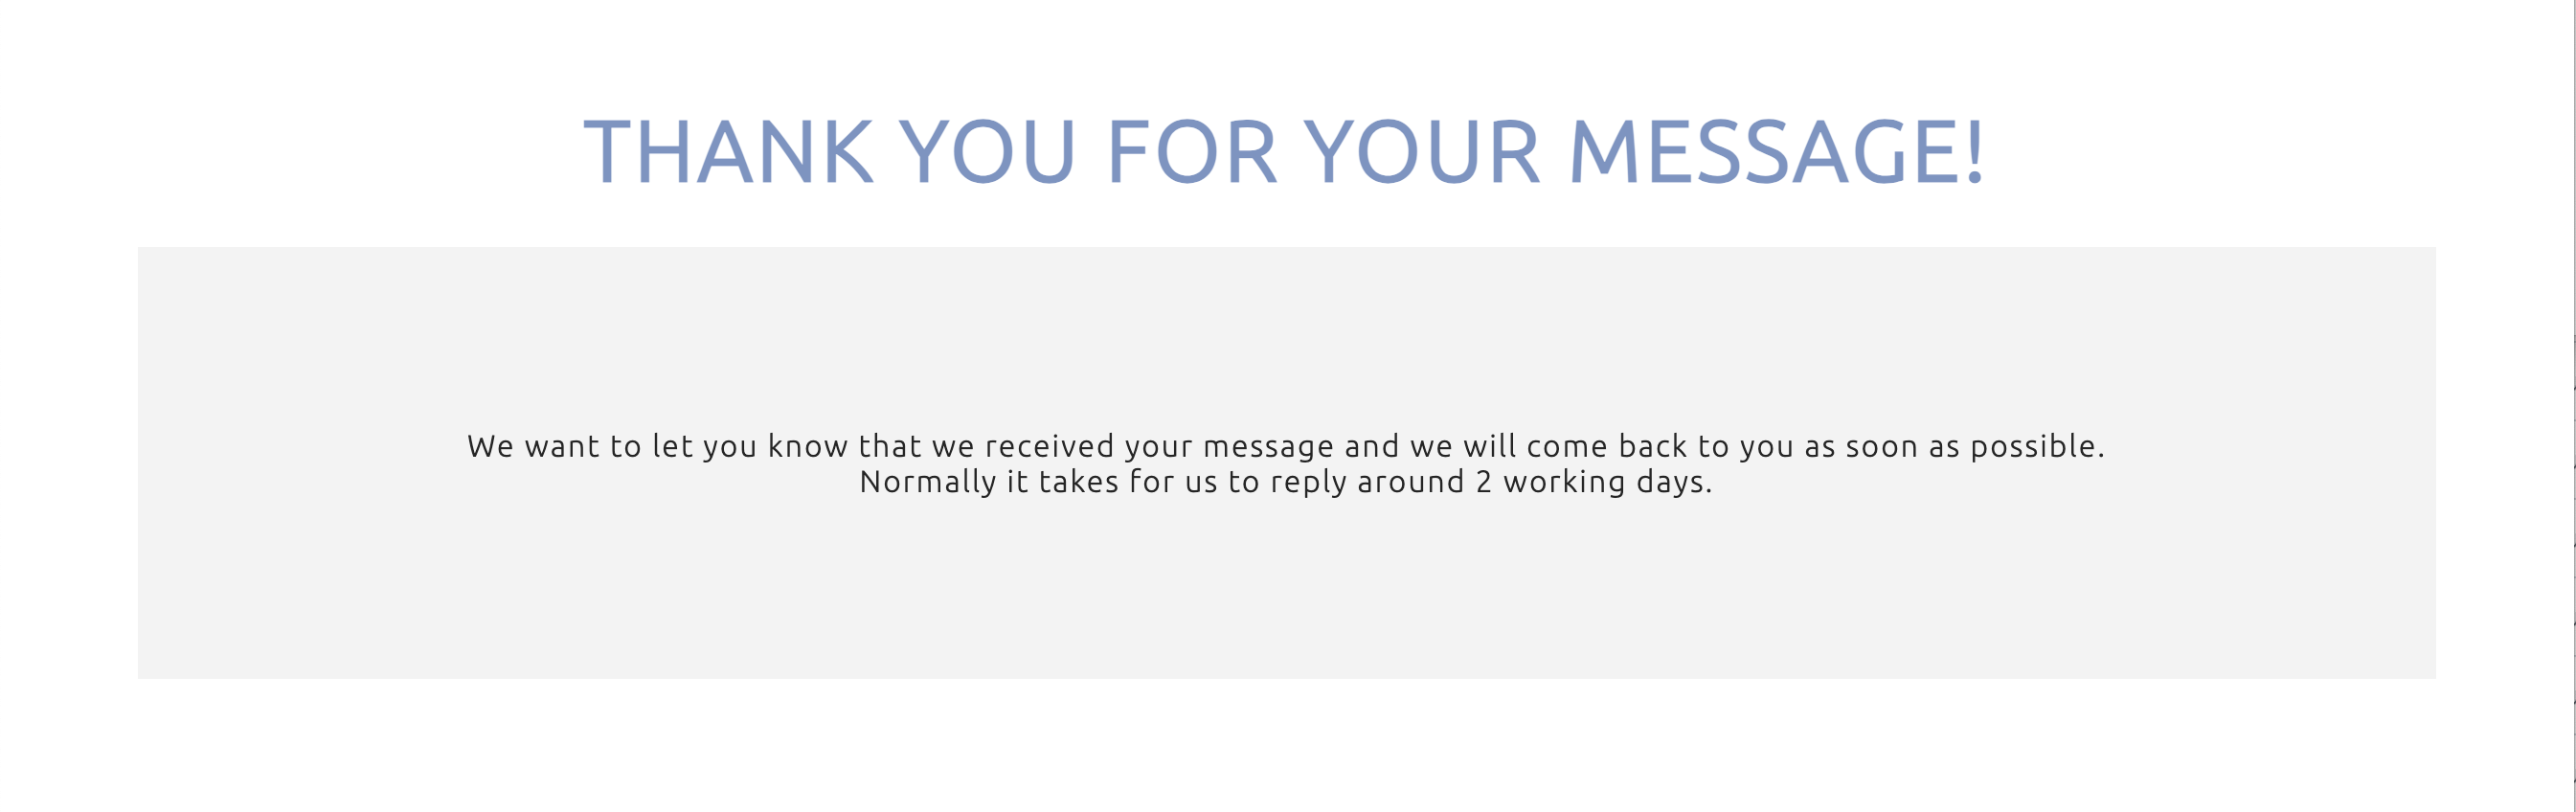 THANK YOU FOR YOUR MESSAGE!
We want to let you know that we received your message and we will come back to you as soon as possible.
Normally it takes for us to reply around 2 working days.